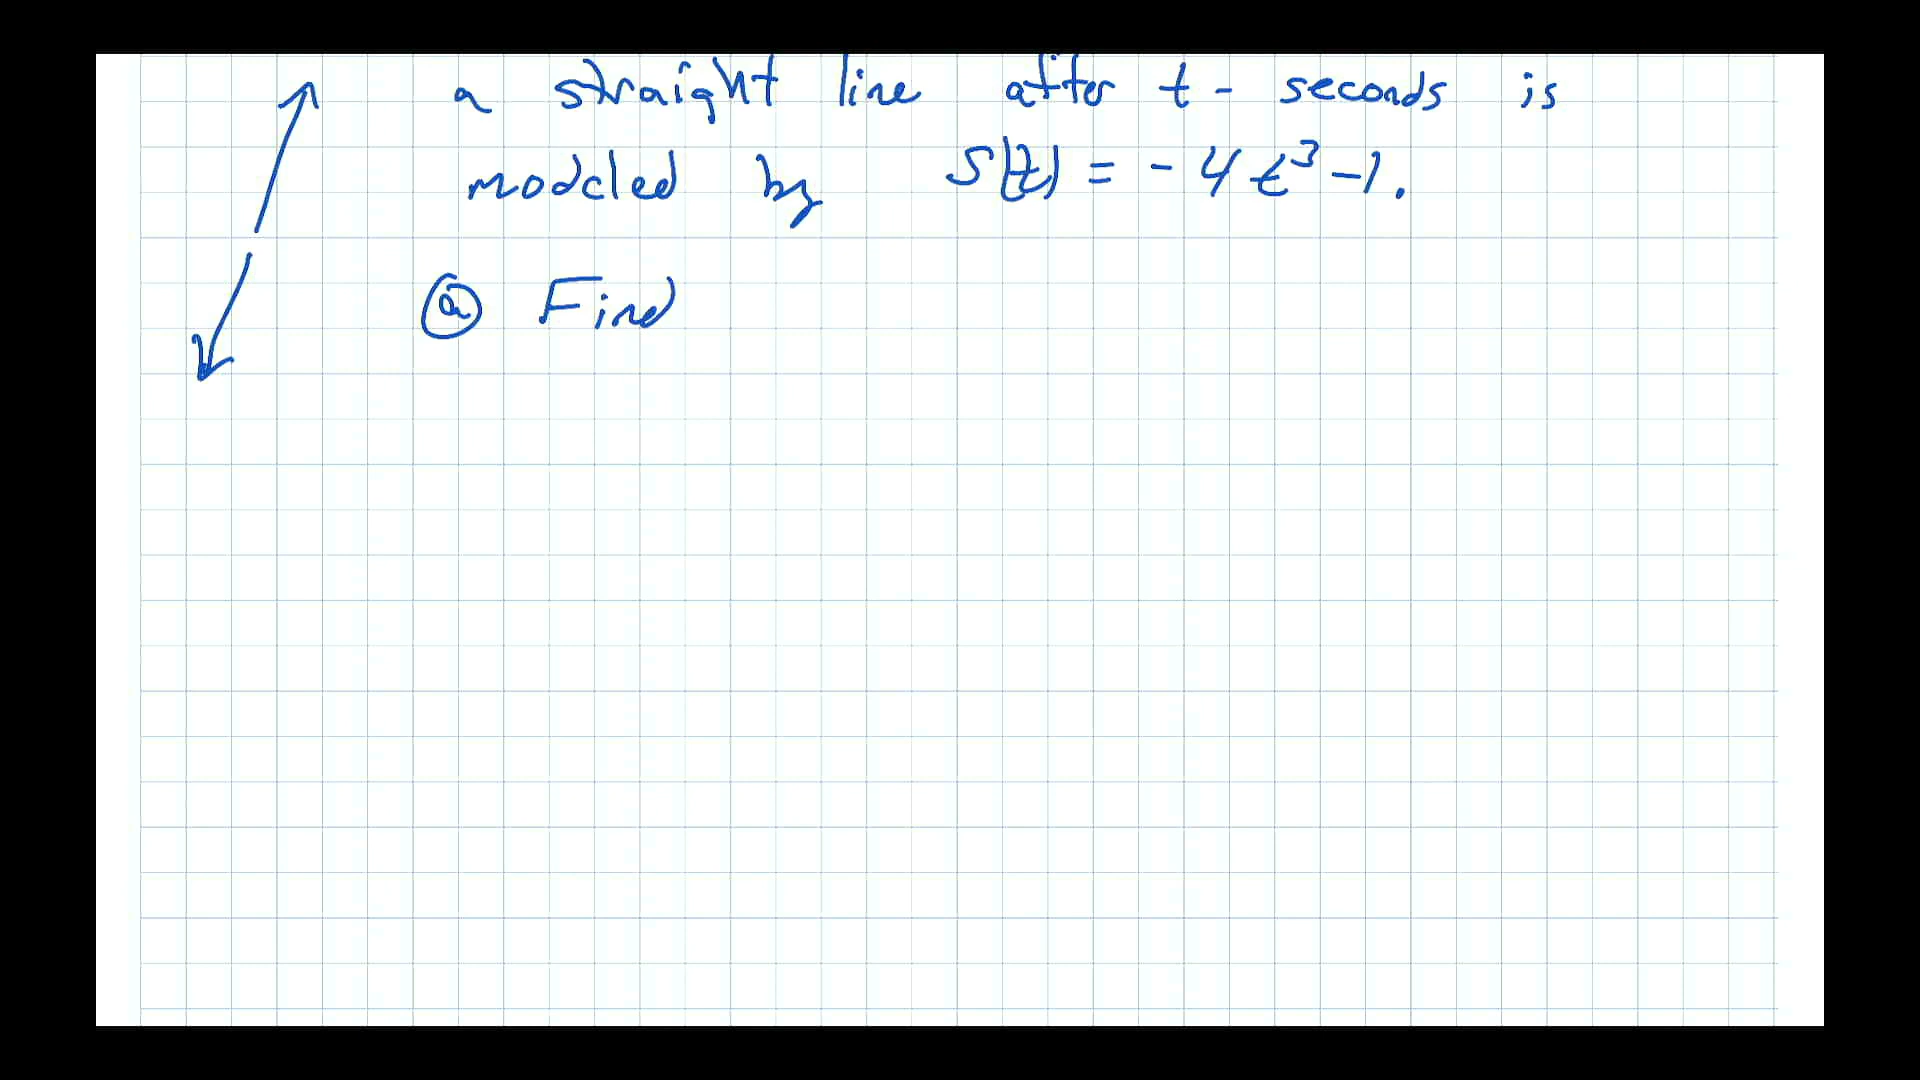 a straight line after t - seconds is
modeled by S(t) = -4t³-1.
ⓐ Find